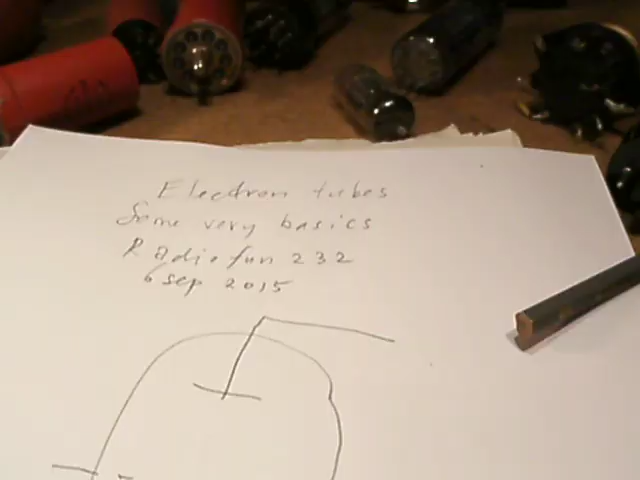 Electron tubes
Some very basics
Radiofun 232
6 sep 2015